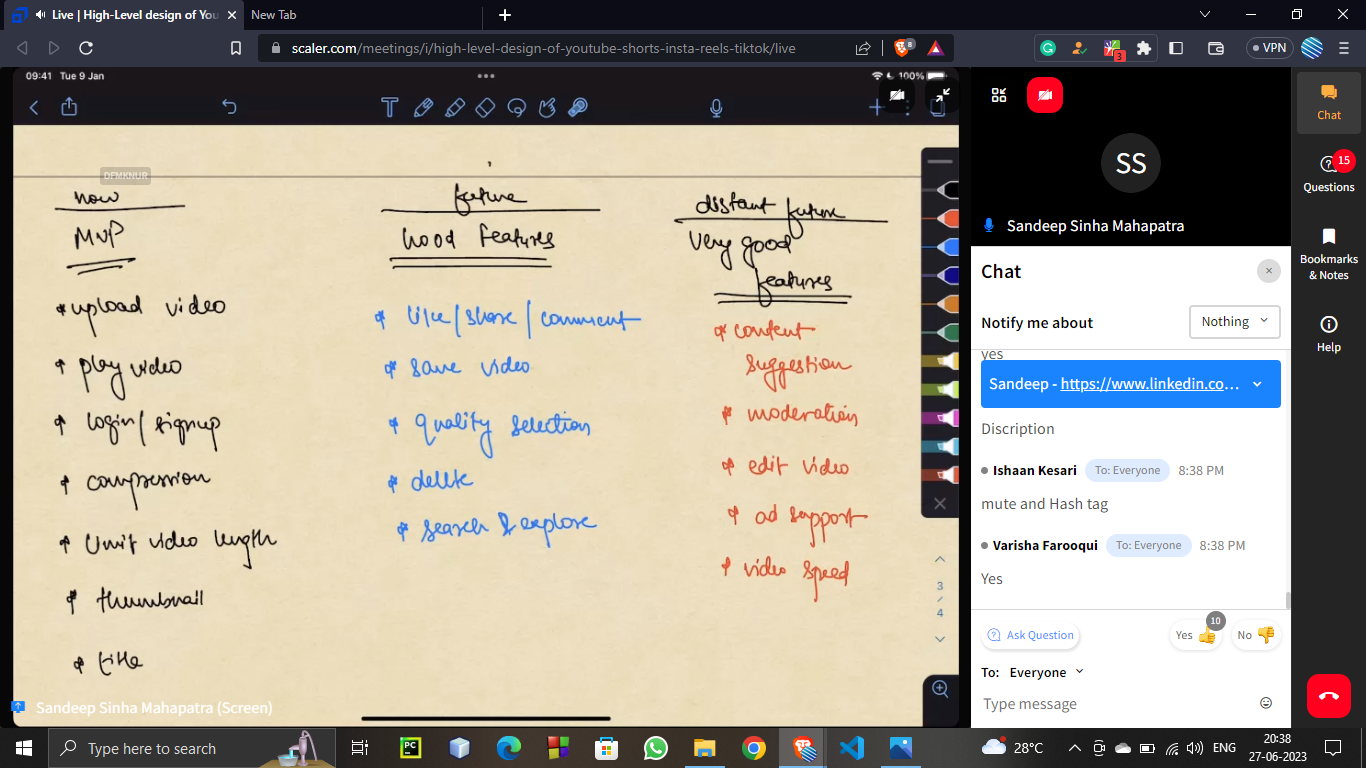 Live | High-Level design of You
New Tab
scaler.com/meetings/i/high-level-design-of-youtube-shorts-insta-reels-tiktok/live
8
3
VPN
09:41 Tue 9 Jan
100%
DFMKNUR
now
MVP
*upload video
* play video
* login/signup
* compression
* limit video length
* thumbnail
* title
future
Good features
* like/share/comment
* save video
* quality selection
* delete
* search & explore
distant future
Very good
features
* content
suggestion
* moderation
* edit video
* ad support
* video speed
3
/
4
Sandeep Sinha Mahapatra (Screen)
SS
Sandeep Sinha Mahapatra
Chat
Notify me about
Nothing
yes
Sandeep - https://www.linkedin.co...
Discription
Ishaan Kesari To: Everyone 8:38 PM
mute and Hash tag
Varisha Farooqui To: Everyone 8:38 PM
Yes
Ask Question
Yes
10
No
To: Everyone
Type message
Chat
15
Questions
Bookmarks
& Notes
Help
Type here to search
PC
28°C
ENG
20:38
27-06-2023